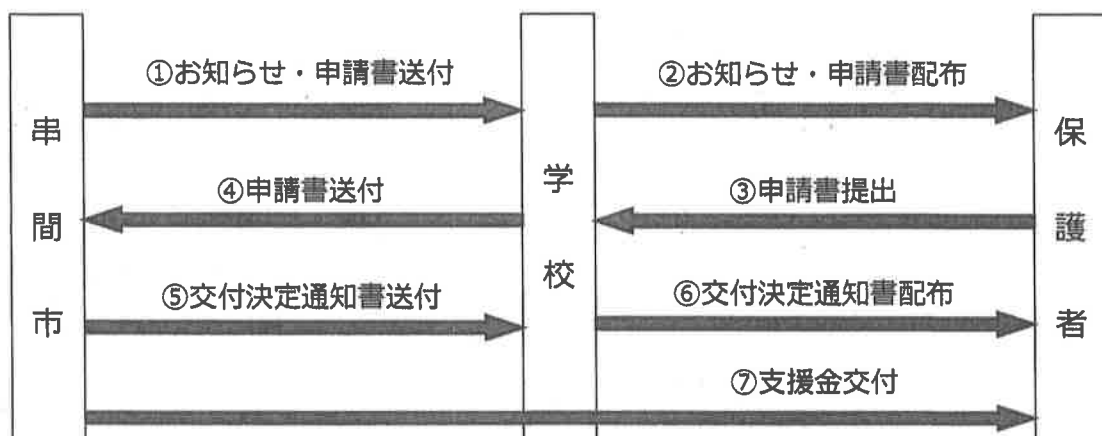 串間市
学校
保護者
①お知らせ・申請書送付
②お知らせ・申請書配布
④申請書送付
③申請書提出
⑤交付決定通知書送付
⑥交付決定通知書配布
⑦支援金交付